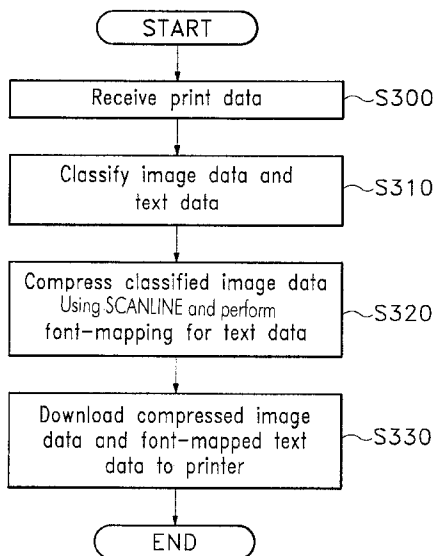 START
Receive print data
S300
Classify image data and
text data
S310
Compress classified image data
Using SCANLINE and perform
font-mapping for text data
S320
Download compressed image
data and font-mapped text
data to printer
S330
END